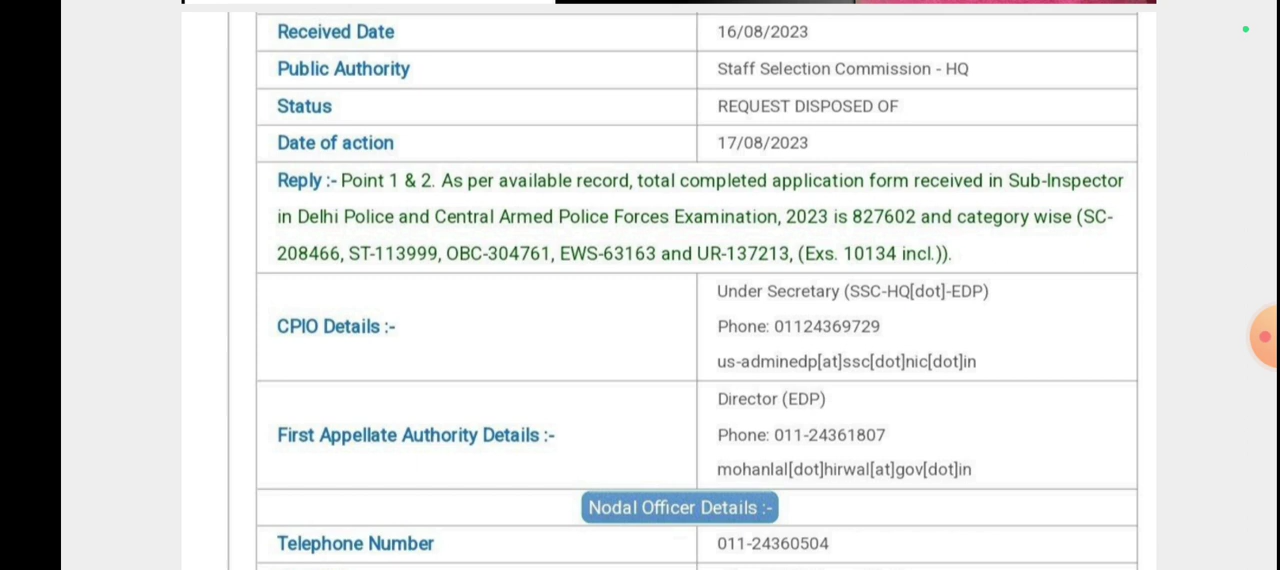 Received Date 16/08/2023
Public Authority Staff Selection Commission - HQ
Status REQUEST DISPOSED OF
Date of action 17/08/2023
Reply :- Point 1 & 2. As per available record, total completed application form received in Sub-Inspector
in Delhi Police and Central Armed Police Forces Examination, 2023 is 827602 and category wise (SC-
208466, ST-113999, OBC-304761, EWS-63163 and UR-137213, (Exs. 10134 incl.)).
CPIO Details :-
Under Secretary (SSC-HQ[dot]-EDP)
Phone: 01124369729
us-adminedp[at]ssc[dot]nic[dot]in
First Appellate Authority Details :-
Director (EDP)
Phone: 011-24361807
mohanlal[dot]hirwal[at]gov[dot]in
Nodal Officer Details :-
Telephone Number 011-24360504